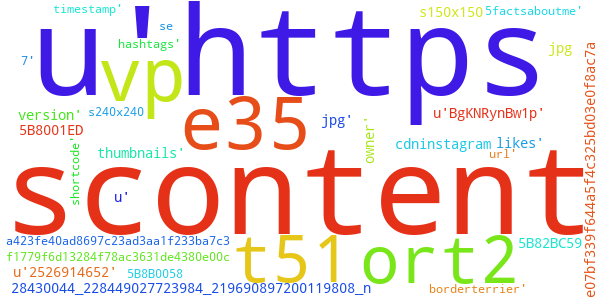 timestamp'
se
s150x150
5factsaboutme'
u'https
hashtags'
jpg
7'
vp
version'
s240x240
e35
jpg'
u'BgKNRynBw1p'
5B8001ED
owner'
cdninstagram
likes'
thumbnails'
url'
shortcode'
scontent
u'
e07bf339f644a5f4c325bd03e0f8ac7a
a423fe40ad8697c23ad3aa1f233ba7c3
t51
ort2
5B82BC59
f1779f6d13284f78ac3631de4380e00c
u'2526914652'
5B8B0058
28430044_228449027723984_219690897200119808_n
borderterrier'